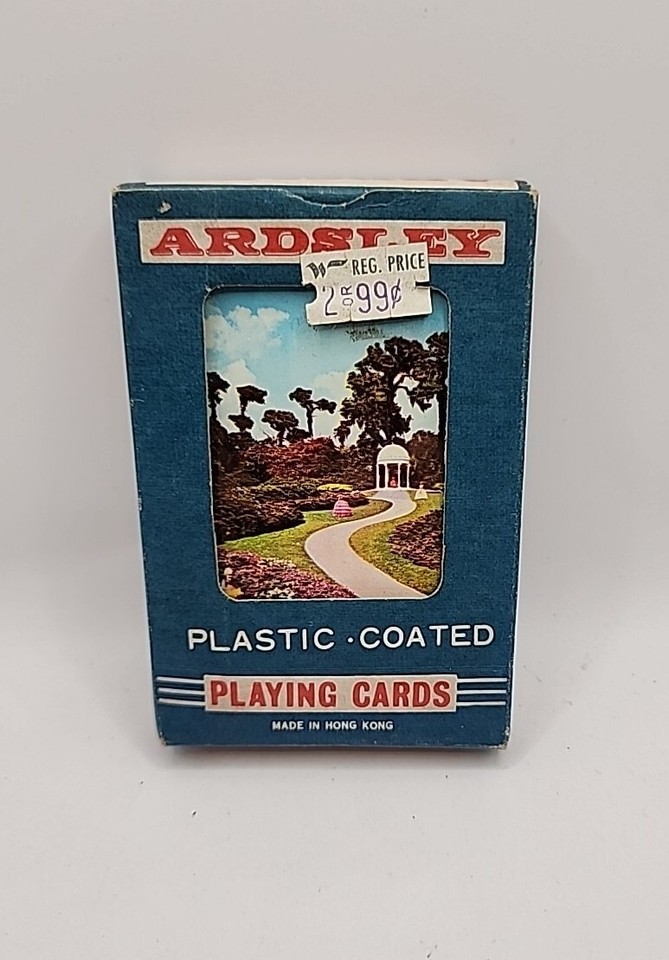 ARDSLEY
REG. PRICE
2 OR 99¢
PLASTIC · COATED
PLAYING CARDS
MADE IN HONG KONG